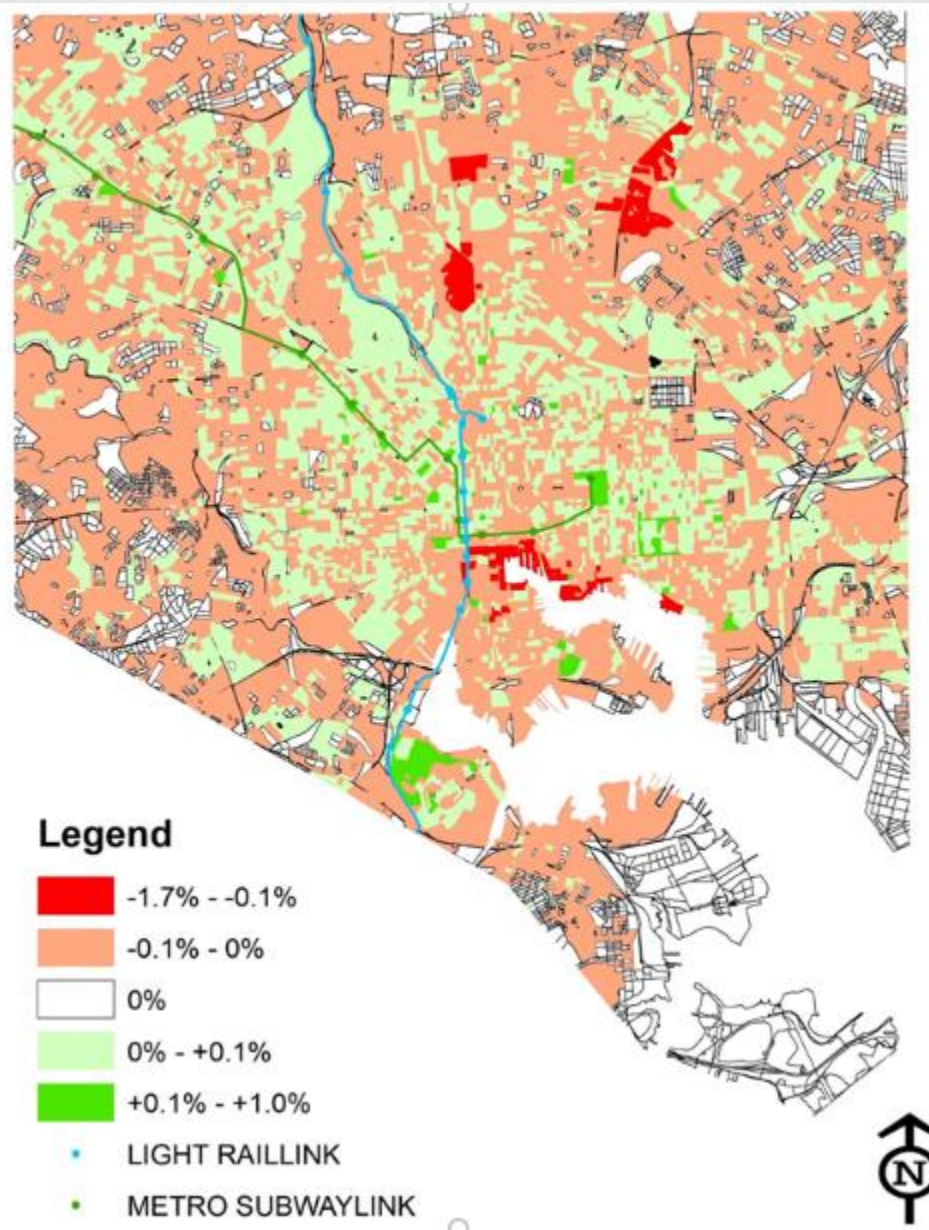 Legend
-1.7% - -0.1%
-0.1% - 0%
0%
0% - +0.1%
+0.1% - +1.0%
LIGHT RAILLINK
METRO SUBWAYLINK
N